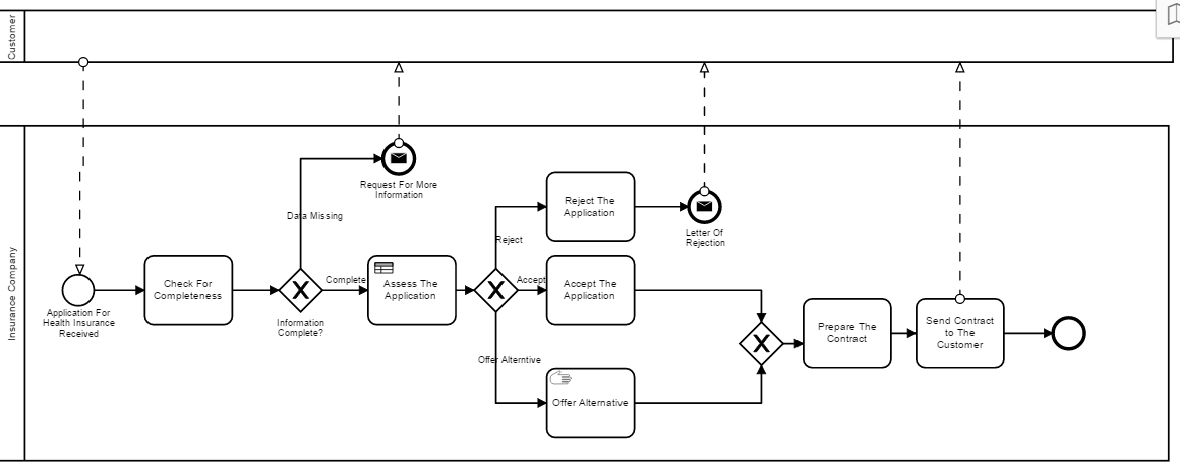 Customer
Insurance Company
Application For
Health Insurance
Received
Check For
Completeness
Information
Complete?
Data Missing
Request For More
Information
Complete
Assess The
Application
Reject
Reject The
Application
Letter Of
Rejection
Accept
Accept The
Application
Offer Alterntive
Offer Alternative
Prepare The
Contract
Send Contract
to The
Customer